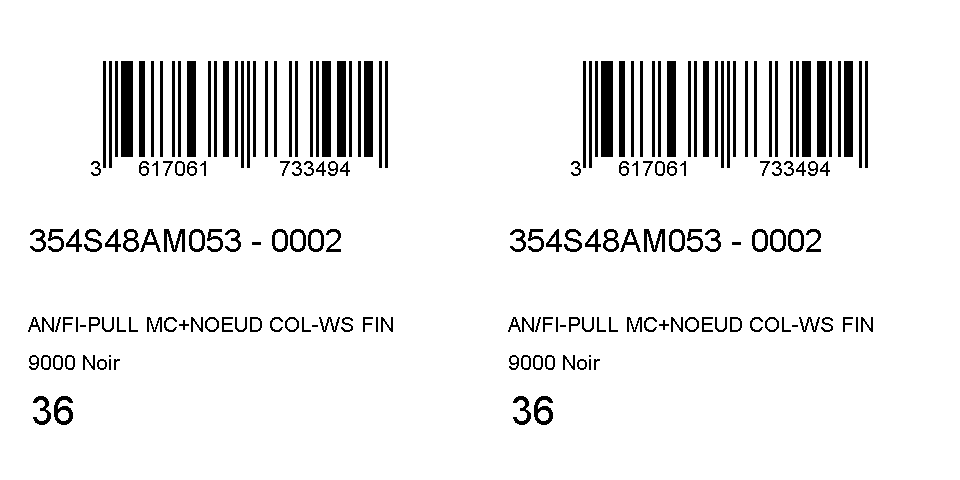 3 617061 733494
354S48AM053 - 0002
AN/FI-PULL MC+NOEUD COL-WS FIN
9000 Noir
36
3 617061 733494
354S48AM053 - 0002
AN/FI-PULL MC+NOEUD COL-WS FIN
9000 Noir
36